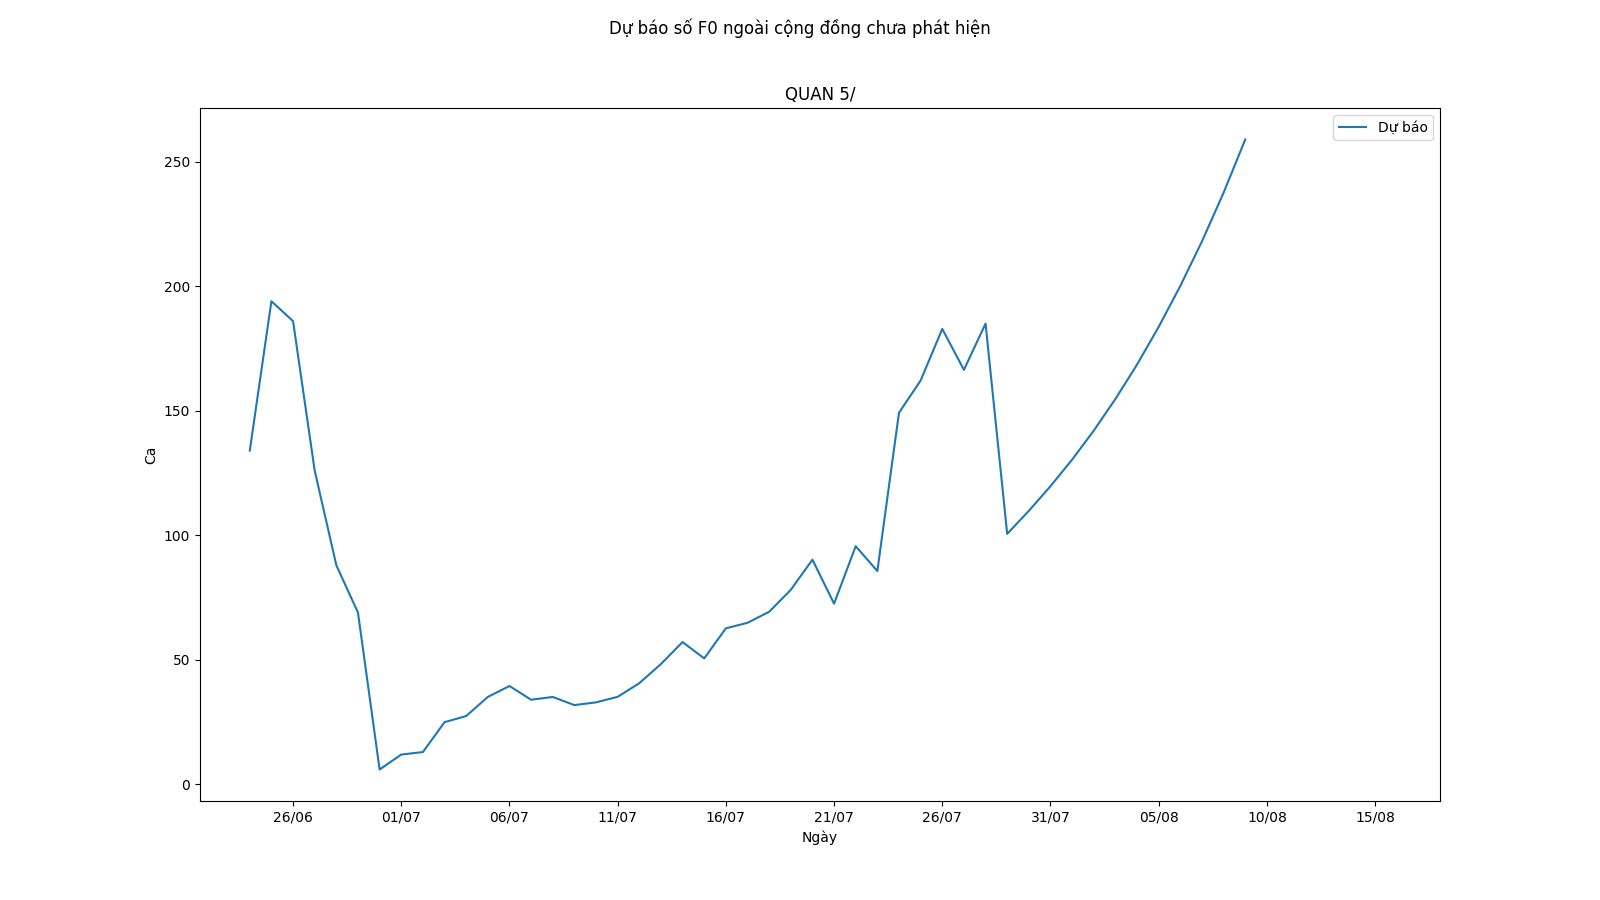 Dự báo số F0 ngoài cộng đồng chưa phát hiện
QUAN 5/
Dự báo
250
200
150
100
50
0
Ca
26/06 01/07 06/07 11/07 16/07 21/07 26/07 31/07 05/08 10/08 15/08
Ngày